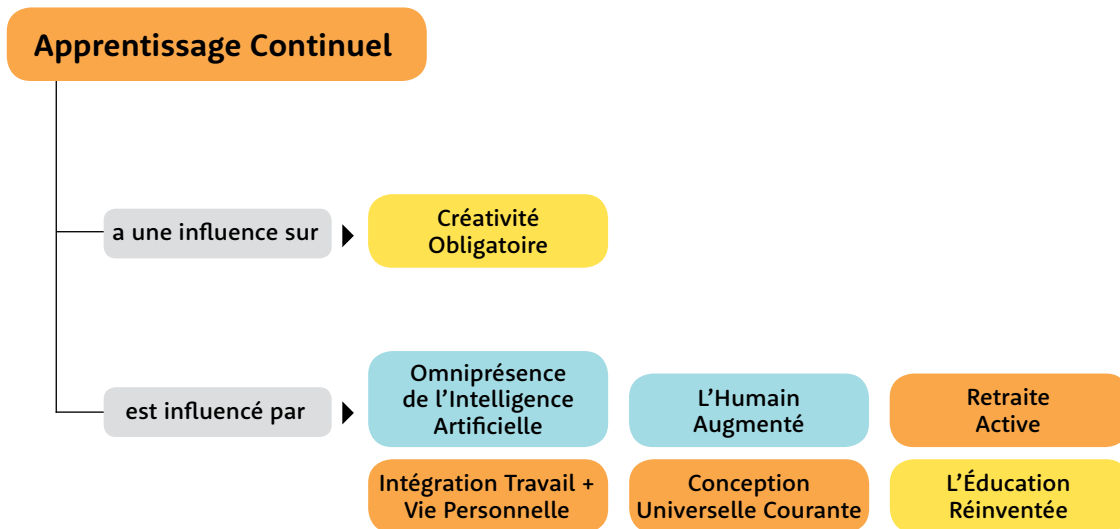 Apprentissage Continuel
a une influence sur
Créativité
Obligatoire
est influencé par
Omniprésence
de l’Intelligence
Artificielle
L’Humain
Augmenté
Retraite
Active
Intégration Travail +
Vie Personnelle
Conception
Universelle Courante
L’Éducation
Réinventée